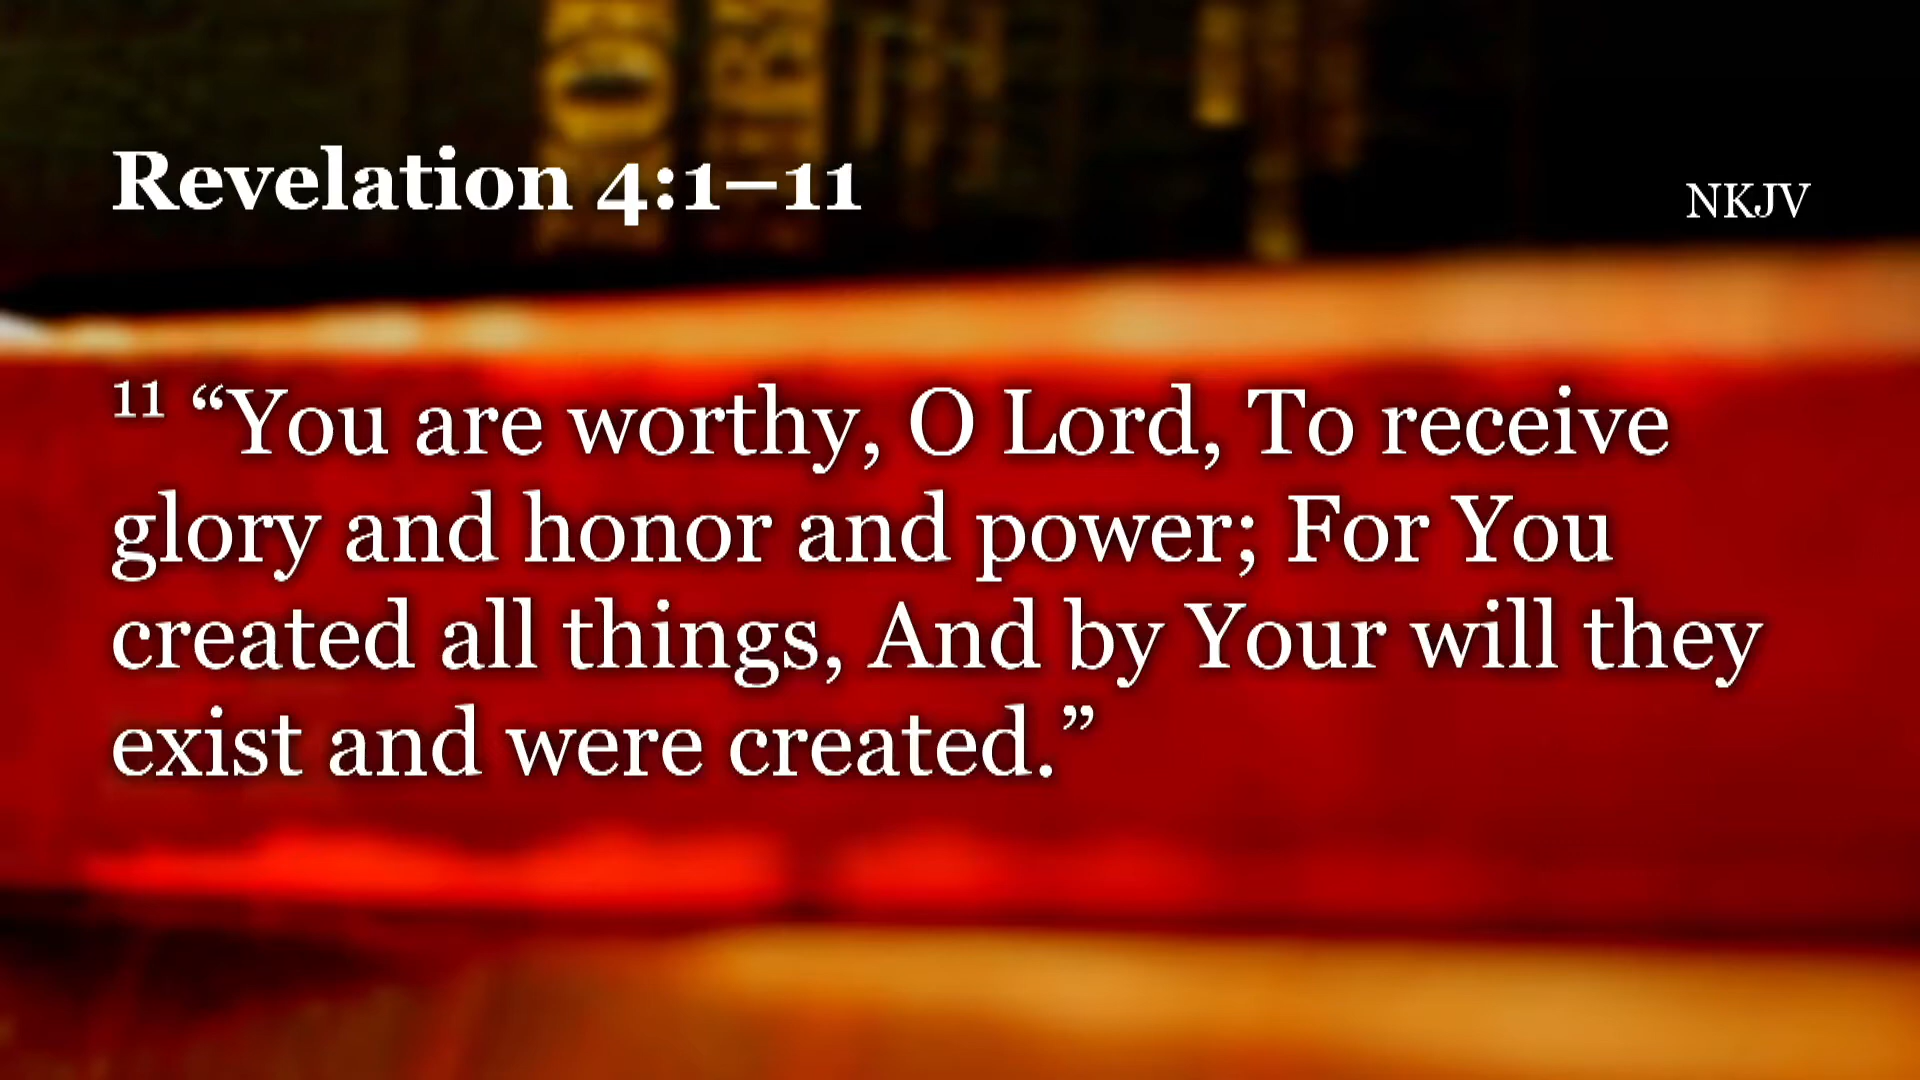 Revelation 4:1–11
NKJV
11 “You are worthy, O Lord, To receive
glory and honor and power; For You
created all things, And by Your will they
exist and were created.”